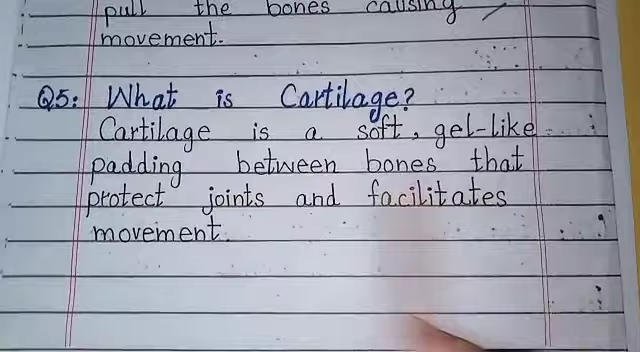 pull the bones causing
movement.
Q5: What is Cartilage?
Cartilage is a soft, gel-like
padding between bones that
protect joints and facilitates
movement.